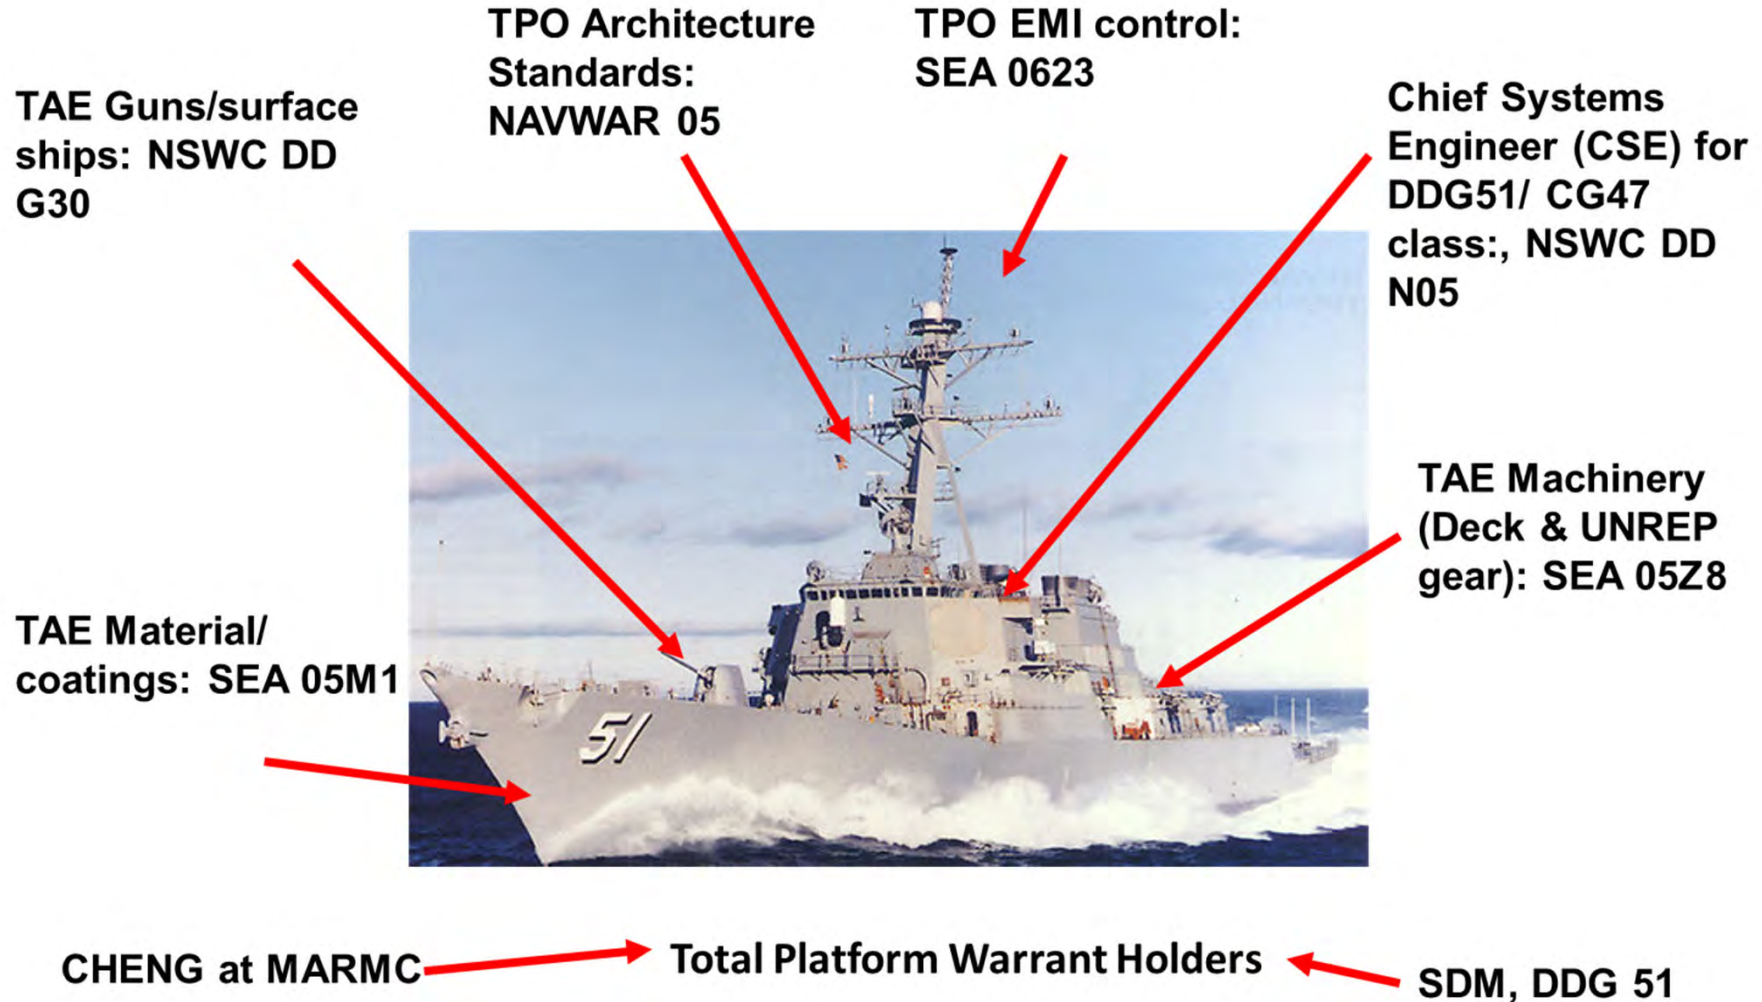 TPO Architecture
Standards:
NAVWAR 05
TPO EMI control:
SEA 0623
TAE Guns/surface
ships: NSWC DD
G30
Chief Systems
Engineer (CSE) for
DDG51/ CG47
class:, NSWC DD
N05
TAE Machinery
(Deck & UNREP
gear): SEA 05Z8
TAE Material/
coatings: SEA 05M1
51
CHENG at MARMC
Total Platform Warrant Holders
SDM, DDG 51